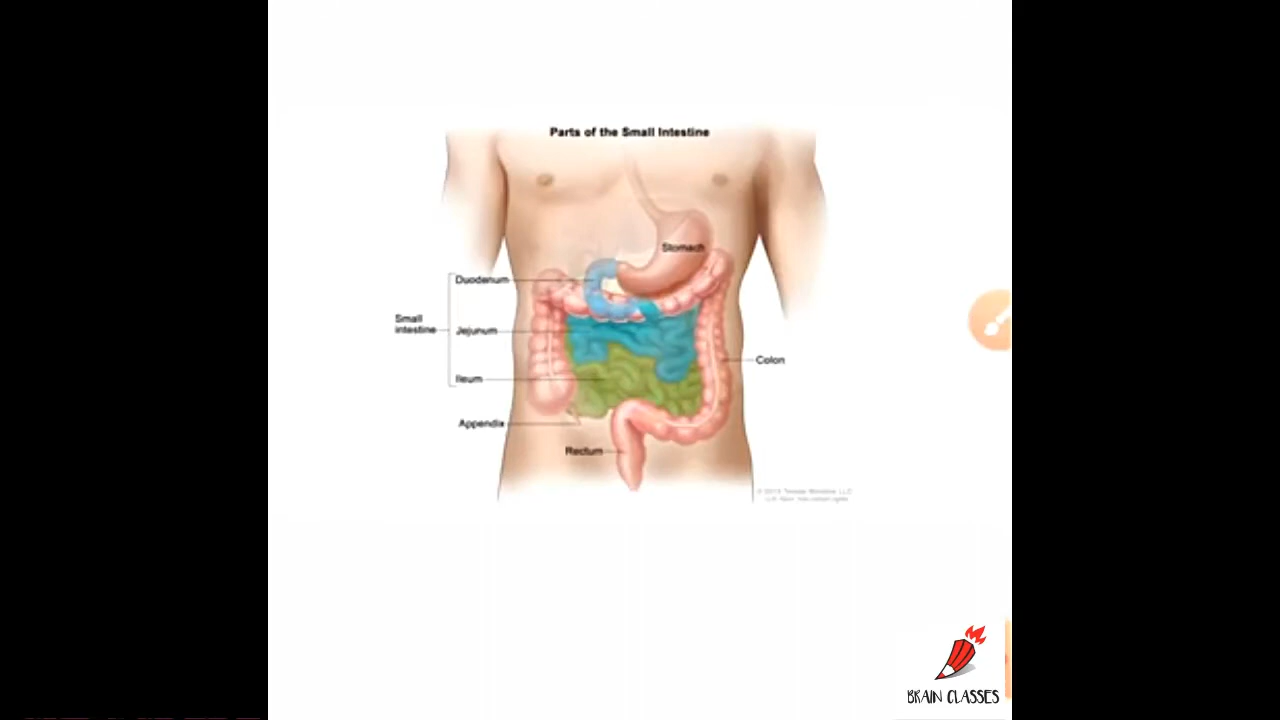 Parts of the Small Intestine
Stomach
Duodenum
Small
intestine
Jejunum
Colon
Ileum
Appendix
Rectum
BRAIN CLASSES